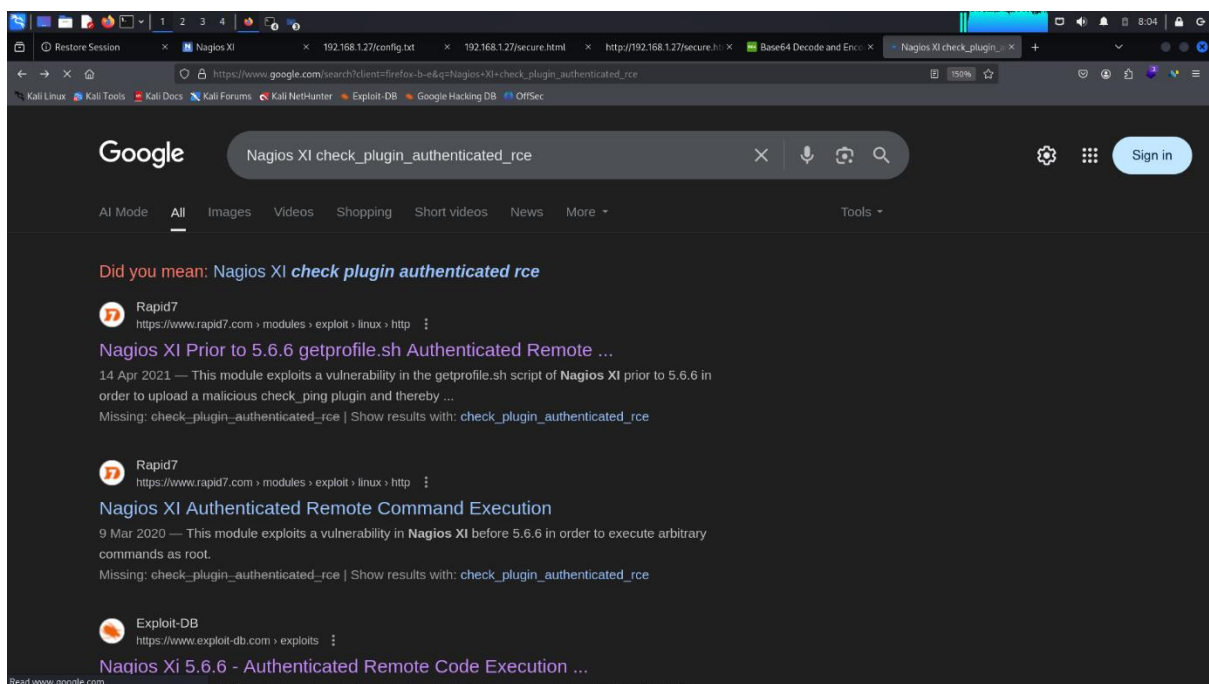 1 2 3 4
8:04
Restore Session
Nagios XI
192.168.1.27/config.txt
192.168.1.27/secure.html
http://192.168.1.27/secure.ht
Base64 Decode and Enco
Nagios XI check_plugin_a
https://www.google.com/search?client=firefox-b-e&q=Nagios+XI+check_plugin_authenticated_rce
150%
Kali Linux Kali Tools Kali Docs Kali Forums Kali NetHunter Exploit-DB Google Hacking DB OffSec
Google
Nagios XI check_plugin_authenticated_rce
Sign in
AI Mode All Images Videos Shopping Short videos News More Tools
Did you mean: Nagios XI check plugin authenticated rce
Rapid7
https://www.rapid7.com › modules › exploit › linux › http
Nagios XI Prior to 5.6.6 getprofile.sh Authenticated Remote ...
14 Apr 2021 — This module exploits a vulnerability in the getprofile.sh script of Nagios XI prior to 5.6.6 in
order to upload a malicious check_ping plugin and thereby ...
Missing: check_plugin_authenticated_rce | Show results with: check_plugin_authenticated_rce
Rapid7
https://www.rapid7.com › modules › exploit › linux › http
Nagios XI Authenticated Remote Command Execution
9 Mar 2020 — This module exploits a vulnerability in Nagios XI before 5.6.6 in order to execute arbitrary
commands as root.
Missing: check_plugin_authenticated_rce | Show results with: check_plugin_authenticated_rce
Exploit-DB
https://www.exploit-db.com › exploits
Nagios Xi 5.6.6 - Authenticated Remote Code Execution ...
Read www.google.com